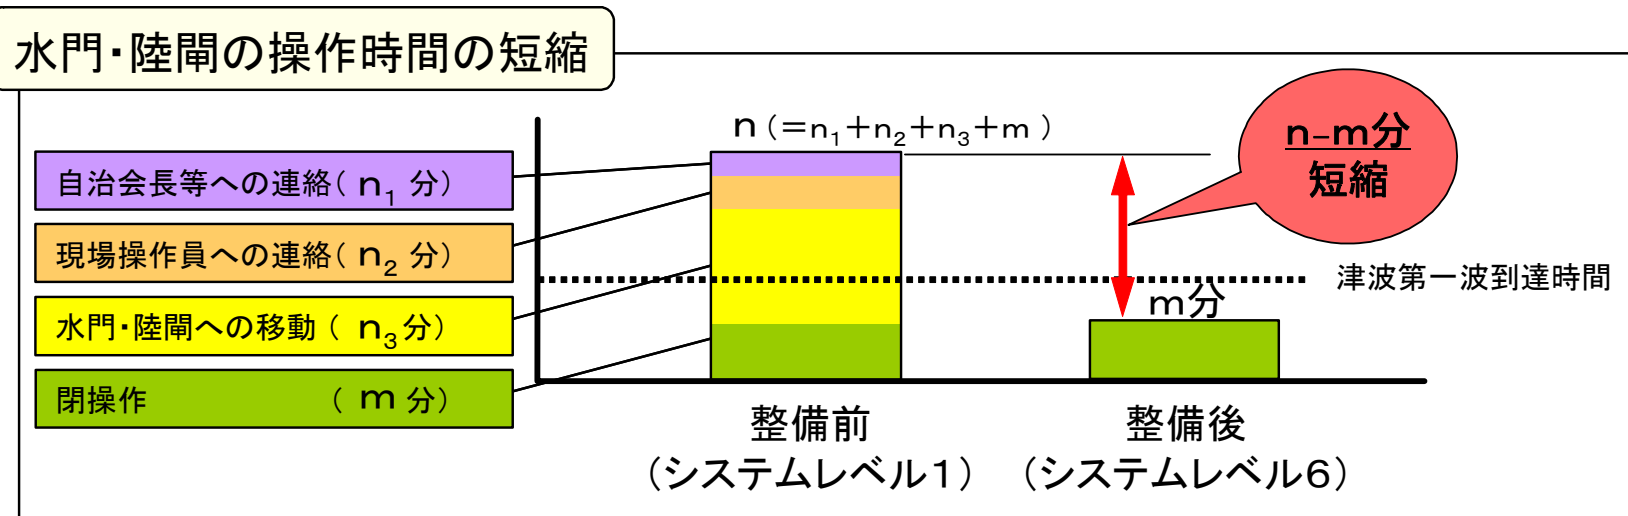 水門・陸閘の操作時間の短縮
n（＝n₁＋n₂＋n₃＋m ）
n−m分
短縮
自治会長等への連絡（ n₁ 分）
現場操作員への連絡（ n₂ 分）
水門・陸閘への移動（ n₃分）
閉操作　　　　　　（ m 分）
津波第一波到達時間
m分
整備前
（システムレベル１）
整備後
（システムレベル６）